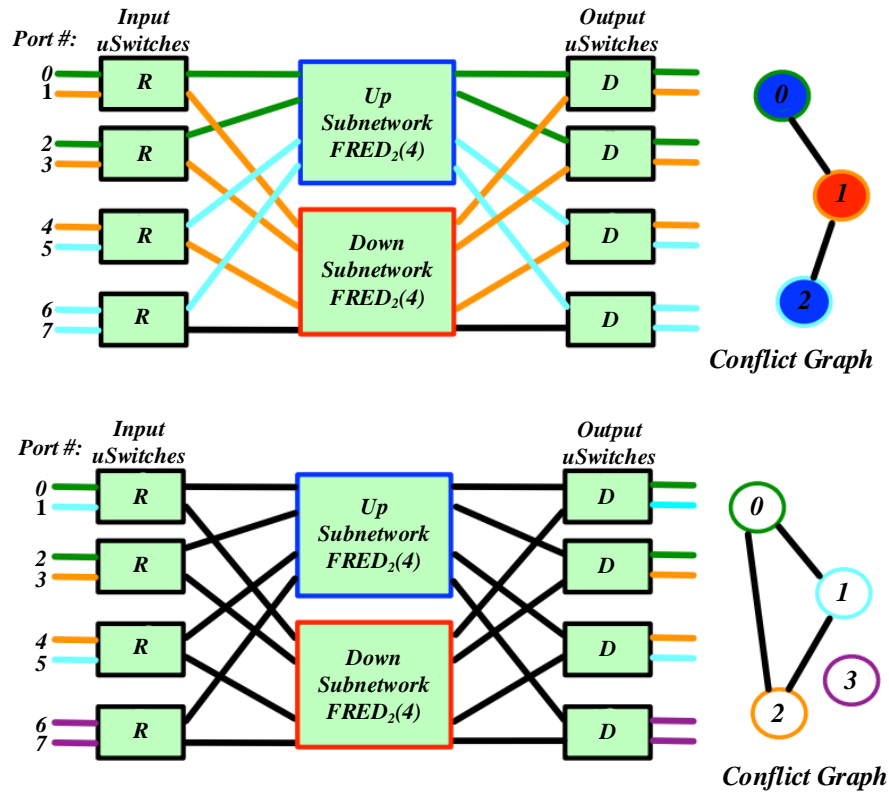 Input
uSwitches
Output
uSwitches
Port #:
0
1
2
3
4
5
6
7
R
R
R
R
Up
Subnetwork
FRED₂(4)
Down
Subnetwork
FRED₂(4)
D
D
D
D
0
1
2
Conflict Graph
Input
uSwitches
Output
uSwitches
Port #:
0
1
2
3
4
5
6
7
R
R
R
R
Up
Subnetwork
FRED₂(4)
Down
Subnetwork
FRED₂(4)
D
D
D
D
0
1
2
3
Conflict Graph